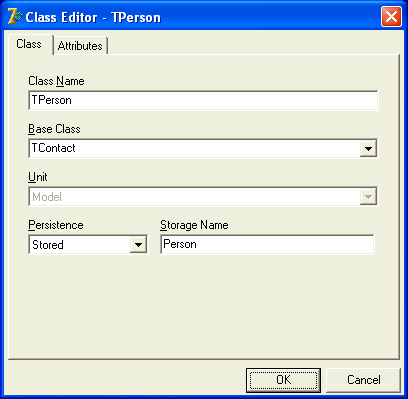 Class Editor - TPerson
Class Attributes
Class Name
TPerson
Base Class
TContact
Unit
Model
Persistence Storage Name
Stored Person
OK Cancel